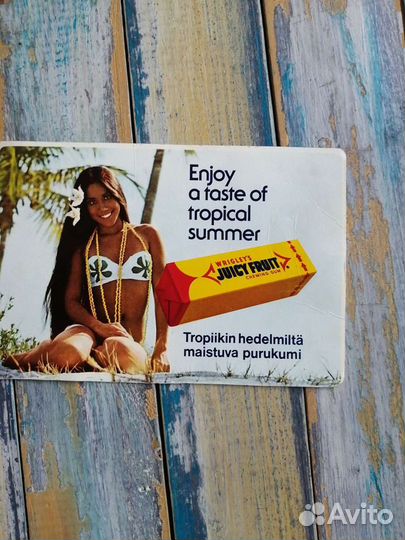 Enjoy
a taste of
tropical
summer
WRIGLEY'S
JUICY FRUIT
CHEWING GUM
Tropiikin hedelmiltä
maistuva purukumi
Avito